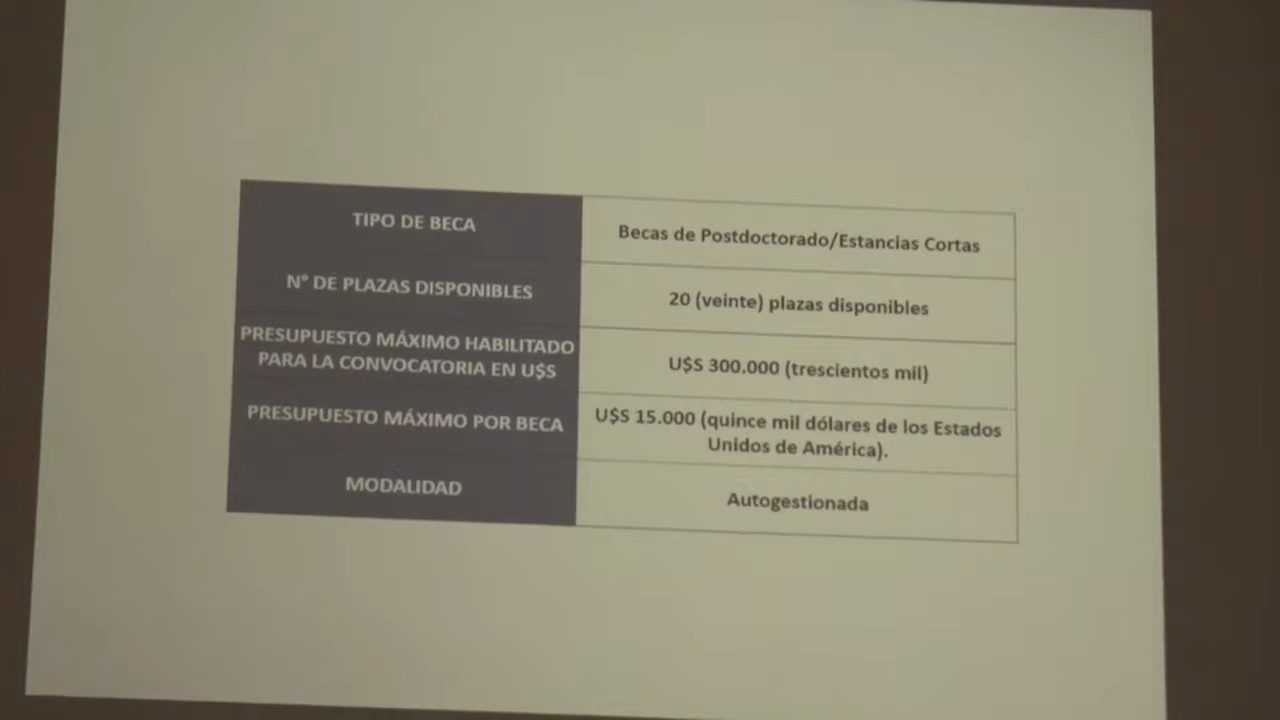 TIPO DE BECA
Becas de Postdoctorado/Estancias Cortas
N° DE PLAZAS DISPONIBLES
20 (veinte) plazas disponibles
PRESUPUESTO MÁXIMO HABILITADO
PARA LA CONVOCATORIA EN U$S
U$S 300.000 (trescientos mil)
PRESUPUESTO MÁXIMO POR BECA
U$S 15.000 (quince mil dólares de los Estados
Unidos de América).
MODALIDAD
Autogestionada